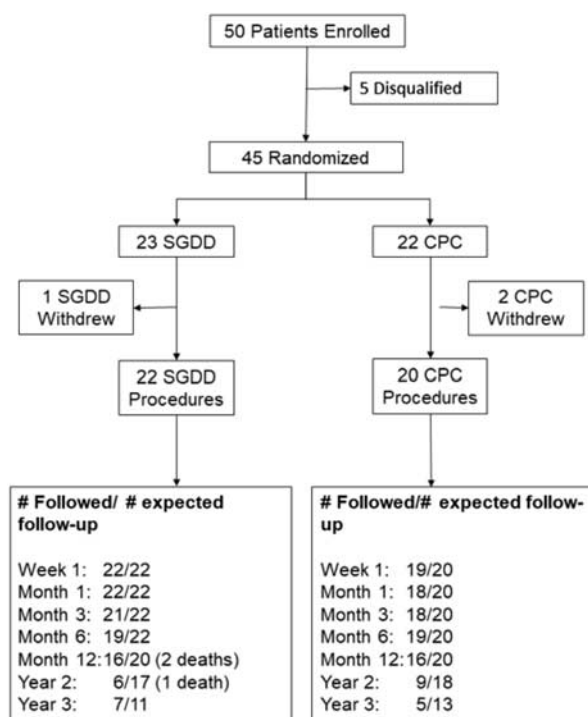 50 Patients Enrolled
5 Disqualified
45 Randomized
23 SGDD
22 CPC
1 SGDD
Withdrew
2 CPC
Withdrew
22 SGDD
Procedures
20 CPC
Procedures
# Followed/ # expected
follow-up
Week 1: 22/22
Month 1: 22/22
Month 3: 21/22
Month 6: 19/22
Month 12: 16/20 (2 deaths)
Year 2: 6/17 (1 death)
Year 3: 7/11
# Followed/# expected follow-
up
Week 1: 19/20
Month 1: 18/20
Month 3: 18/20
Month 6: 19/20
Month 12: 16/20
Year 2: 9/18
Year 3: 5/13